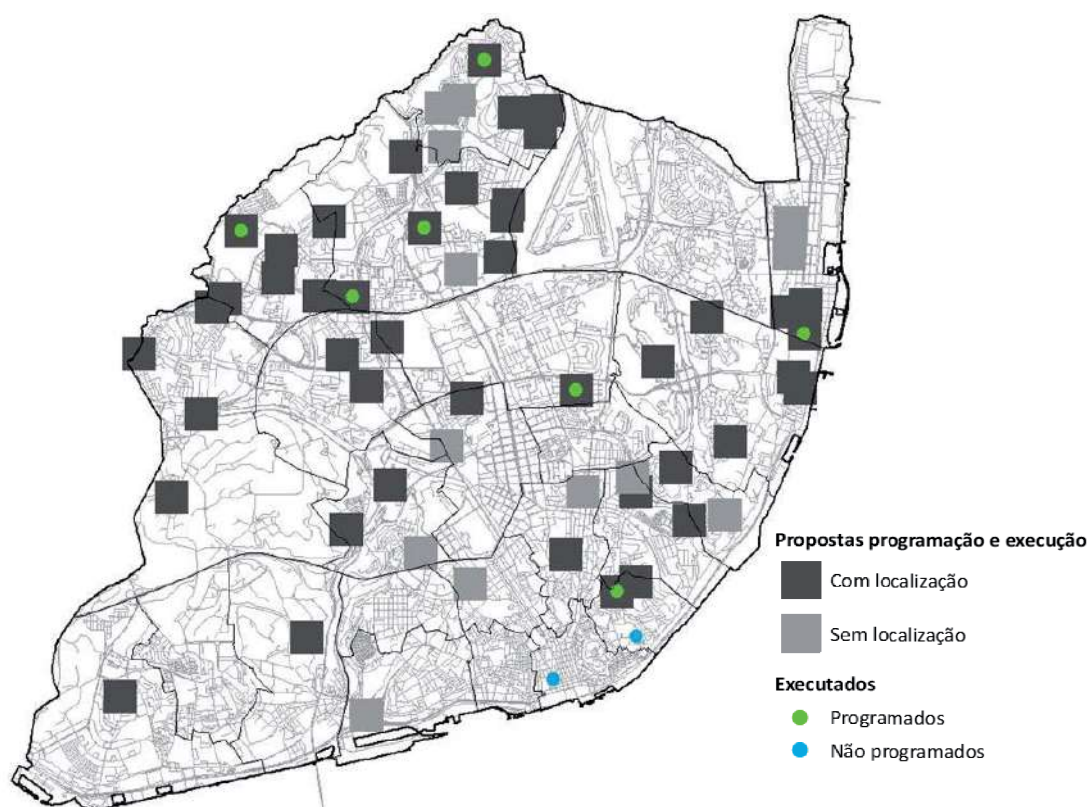 Propostas programação e execução
Com localização
Sem localização
Executados
Programados
Não programados